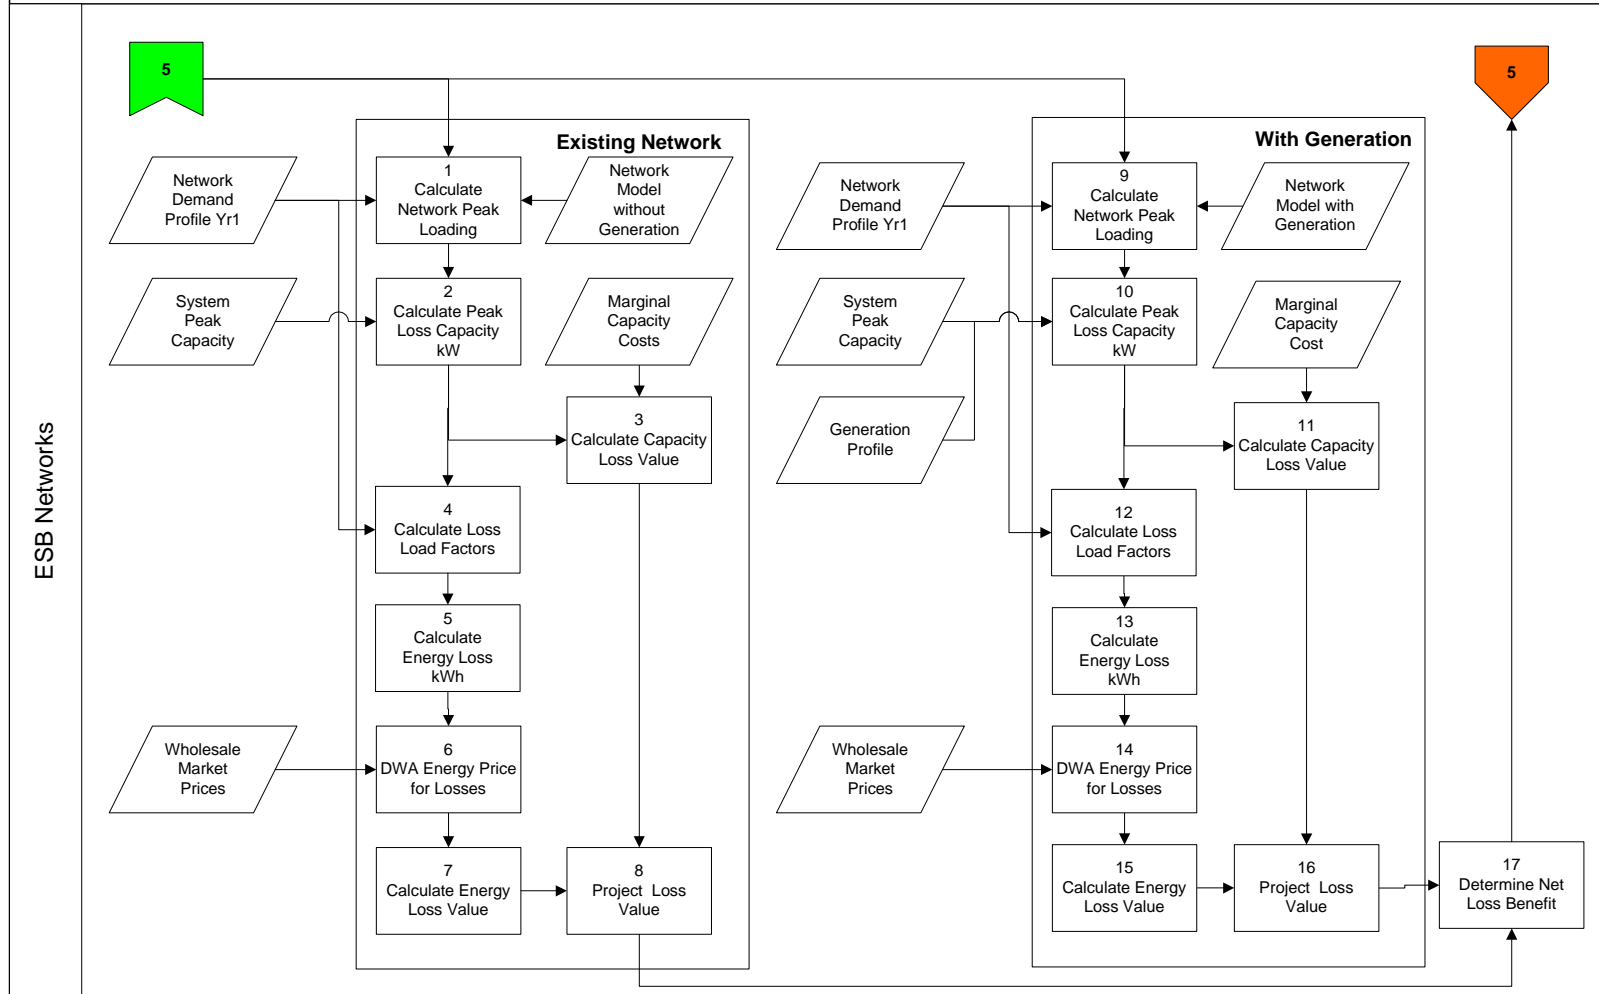 ESB Networks
5
5
Existing Network
With Generation
Network
Demand
Profile Yr1
1
Calculate
Network Peak
Loading
Network
Model
without
Generation
System
Peak
Capacity
2
Calculate Peak
Loss Capacity
kW
Marginal
Capacity
Costs
3
Calculate Capacity
Loss Value
4
Calculate Loss
Load Factors
5
Calculate
Energy Loss
kWh
Wholesale
Market
Prices
6
DWA Energy Price
for Losses
7
Calculate Energy
Loss Value
8
Project Loss
Value
Network
Demand
Profile Yr1
9
Calculate
Network Peak
Loading
Network
Model with
Generation
System
Peak
Capacity
10
Calculate Peak
Loss Capacity
kW
Marginal
Capacity
Cost
Generation
Profile
11
Calculate Capacity
Loss Value
12
Calculate Loss
Load Factors
13
Calculate
Energy Loss
kWh
Wholesale
Market
Prices
14
DWA Energy Price
for Losses
15
Calculate Energy
Loss Value
16
Project Loss
Value
17
Determine Net
Loss Benefit